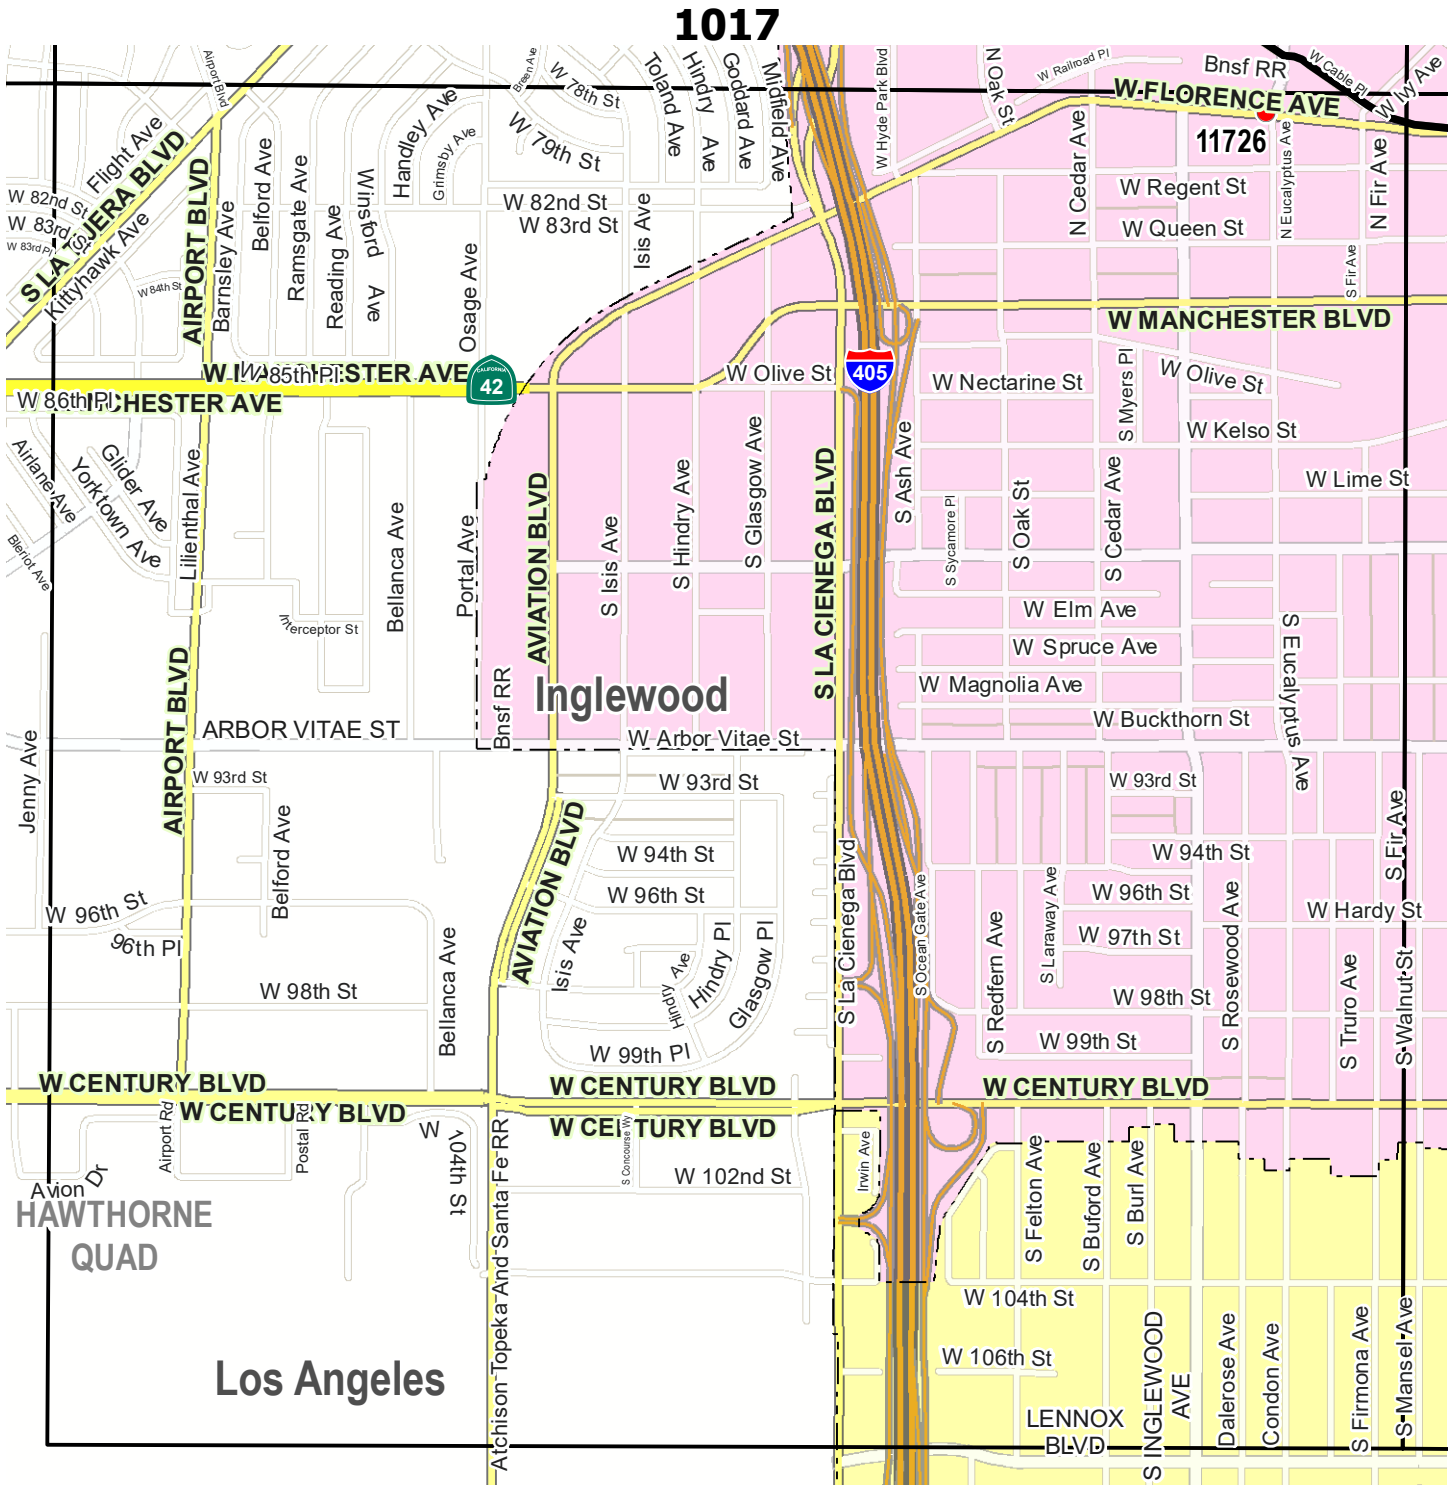 1017
Airport Blvd
Breen Ave
W 78th St
Toland Ave
Hindry Ave
Goddard Ave
Midfield Ave
W Hyde Park Blvd
N Oak St
W Railroad Pl
Bnsf RR
W Cable Pl
W FLORENCE AVE
11726
Flight Ave
S LA TIJERA BLVD
AIRPORT BLVD
Belford Ave
Ramsgate Ave
Reading Ave
Winsford Ave
Handley Ave
Grimsby Ave
W 79th St
W 82nd St
W 83rd St
W 82nd St
W 83rd St
W 83rd Pl
Kittyhawk Ave
W 84th St
Barnsley Ave
Osage Ave
Isis Ave
N Cedar Ave
W Regent St
W Queen St
N Eucalyptus Ave
N Fir Ave
S Fir Ave
W MANCHESTER BLVD
W 85th Pl
CALIFORNIA
42
W Olive St
405
W Nectarine St
S Myers Pl
W Olive St
W 86th Pl
W Kelso St
W Lime St
Airlane Ave
Yorktown Ave
Glider Ave
Bleriot Ave
Lilienthal Ave
Bellanca Ave
Portal Ave
AVIATION BLVD
S Isis Ave
S Hindry Ave
S Glasgow Ave
S LA CIENEGA BLVD
S Ash Ave
S Sycamore Pl
S Oak St
S Cedar Ave
W Elm Ave
W Spruce Ave
W Magnolia Ave
W Buckthorn St
S Eucalyptus Ave
Interceptor St
AIRPORT BLVD
Inglewood
Bnsf RR
ARBOR VITAE ST
W Arbor Vitae St
Jenny Ave
W 93rd St
Belford Ave
W 93rd St
W 94th St
W 96th St
AVIATION BLVD
Isis Ave
Hindry Ave
Hindry Pl
Glasgow Pl
W 99th Pl
S La Cienega Blvd
S Ocean Gate Ave
W 93rd St
W 94th St
W 96th St
W 97th St
W 98th St
W 99th St
S Redfern Ave
S Laraway Ave
S Rosewood Ave
W Hardy St
S Fir Ave
S Truro Ave
S Walnut St
W 96th St
96th Pl
W 98th St
Bellanca Ave
W CENTURY BLVD
W CENTURY BLVD
W CENTURY BLVD
W CENTURY BLVD
W CENTURY BLVD
Airport Rd
Postal Rd
W 104th St
Avion Dr
HAWTHORNE
QUAD
S Concourse Wy
W 102nd St
Irwin Ave
Atchison Topeka And Santa Fe RR
S Felton Ave
S Buford Ave
S Burl Ave
W 104th St
W 106th St
LENNOX
BLVD
S INGLEWOOD
AVE
Dalerose Ave
Condon Ave
S Firmona Ave
S Mansel Ave
Los Angeles